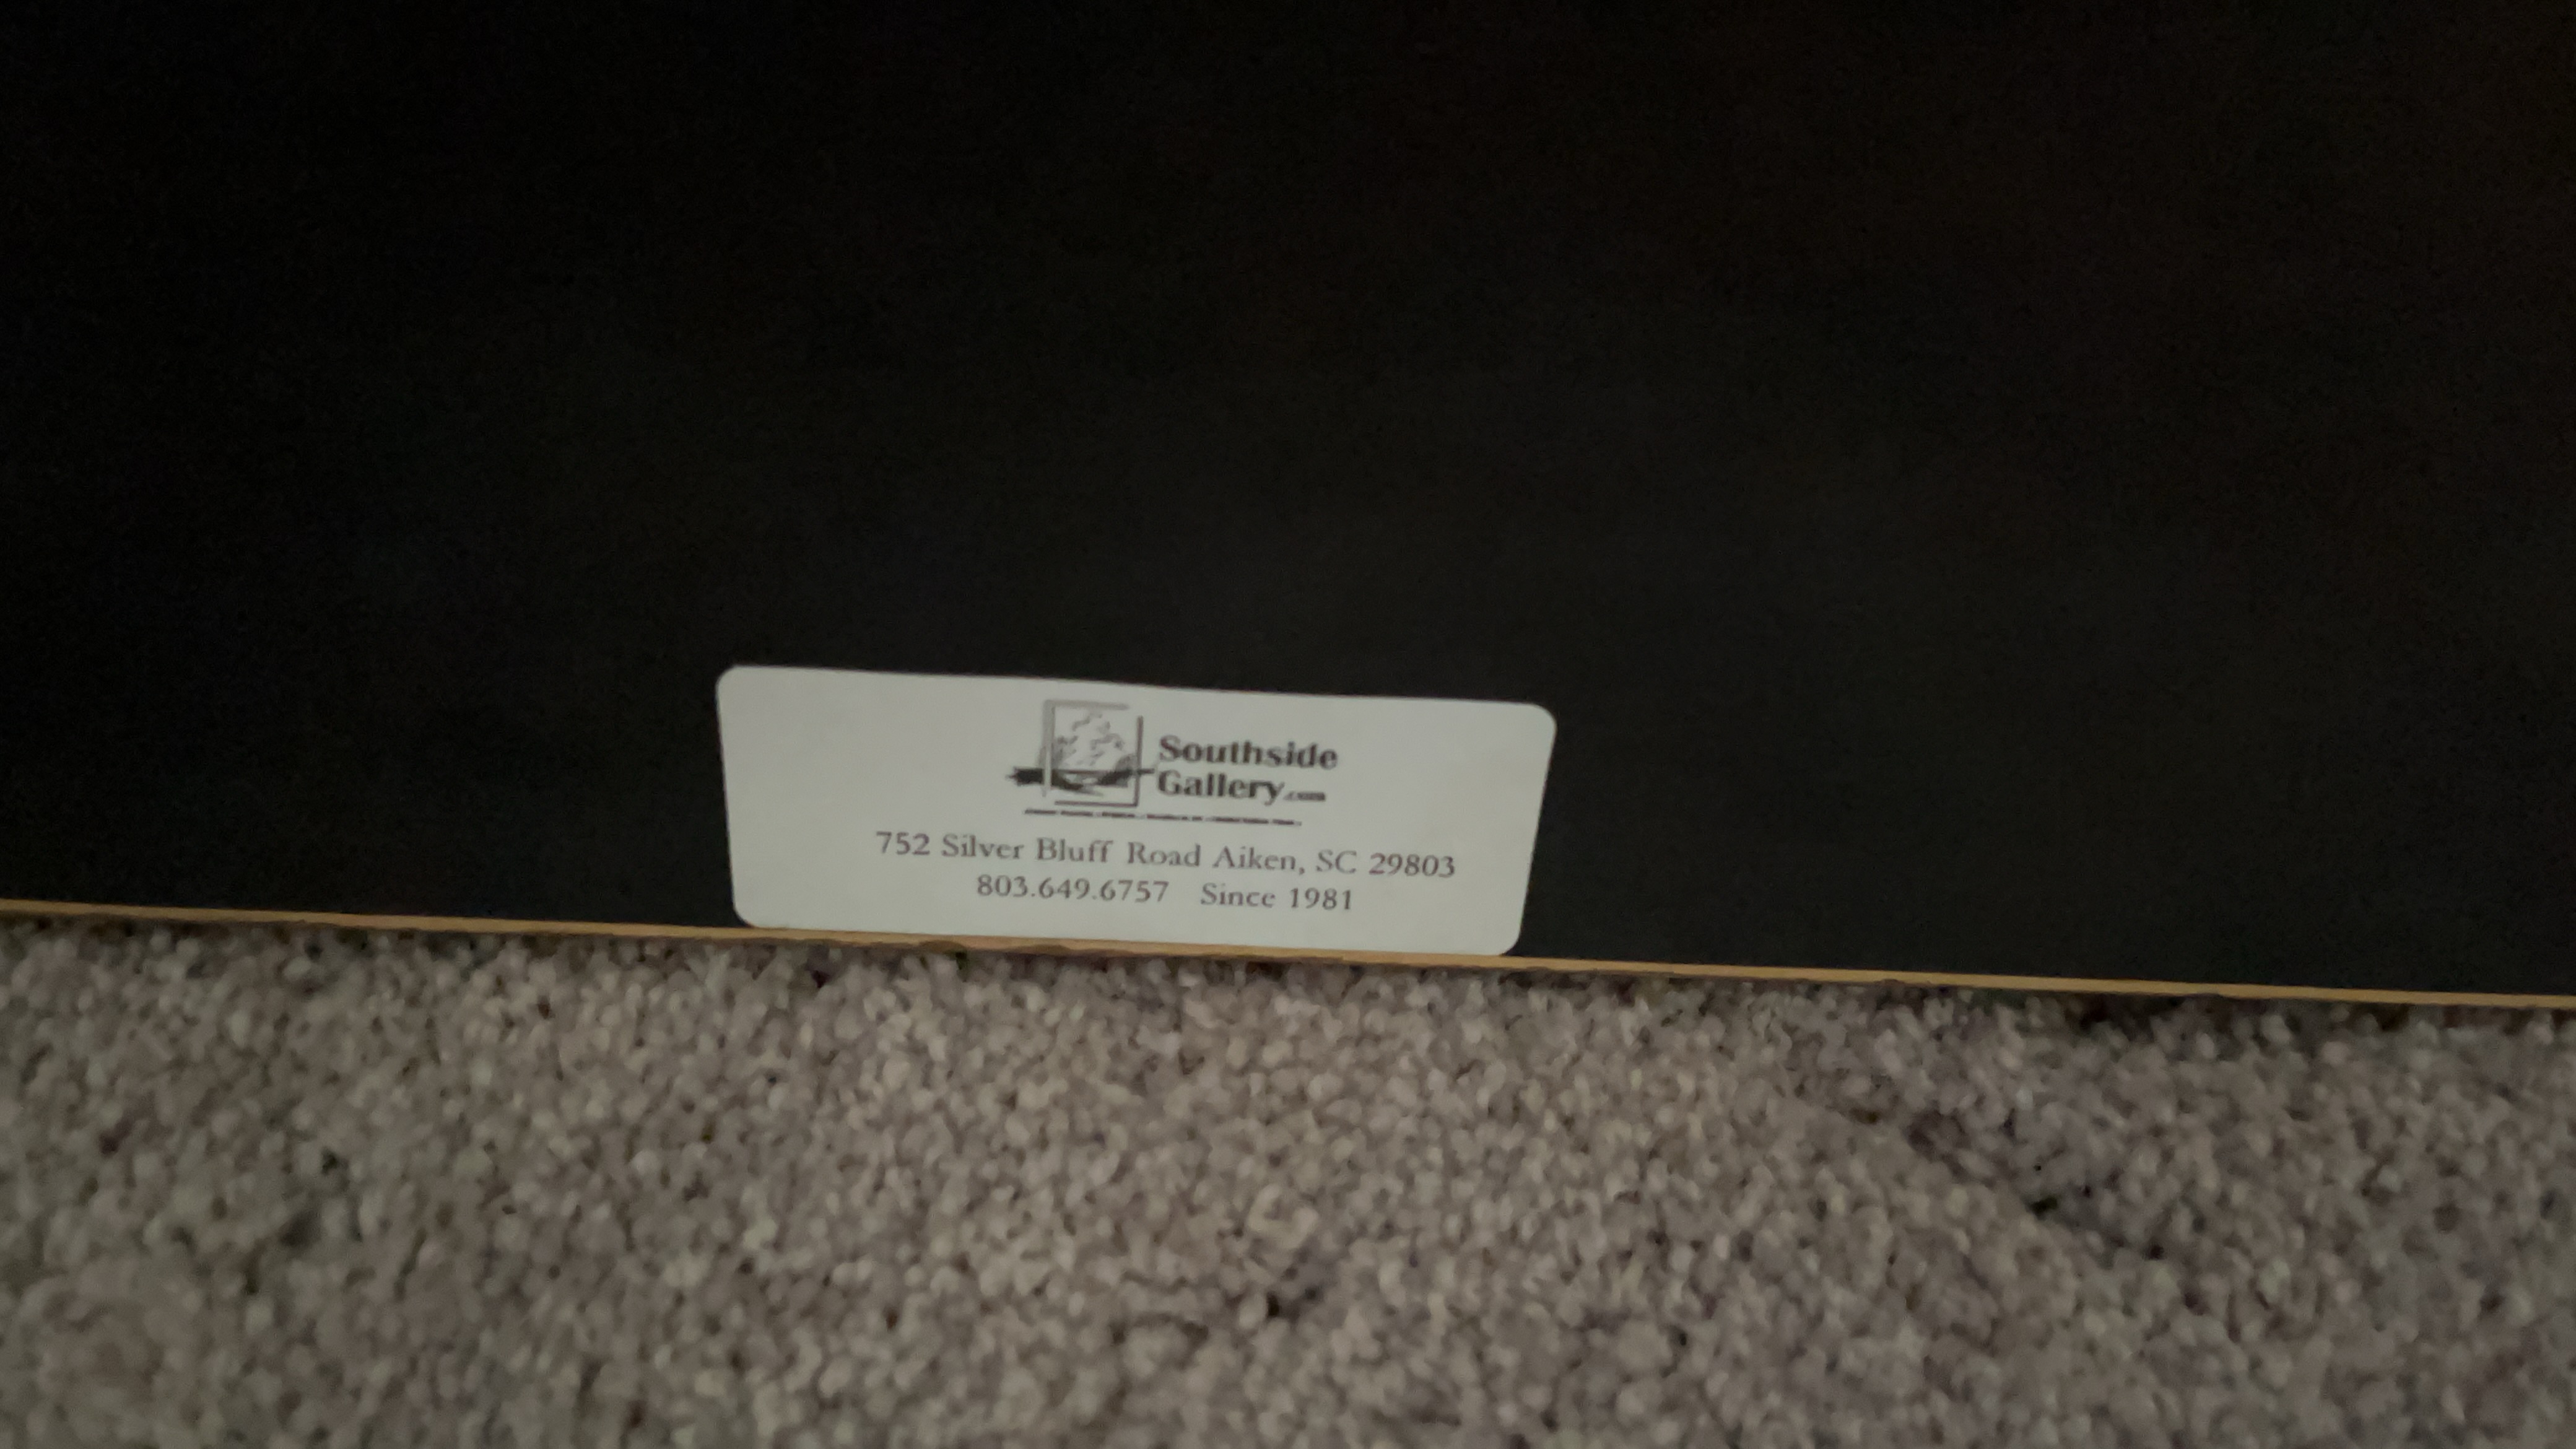 Southside
Gallery.com
752 Silver Bluff Road Aiken, SC 29803
803.649.6757 Since 1981